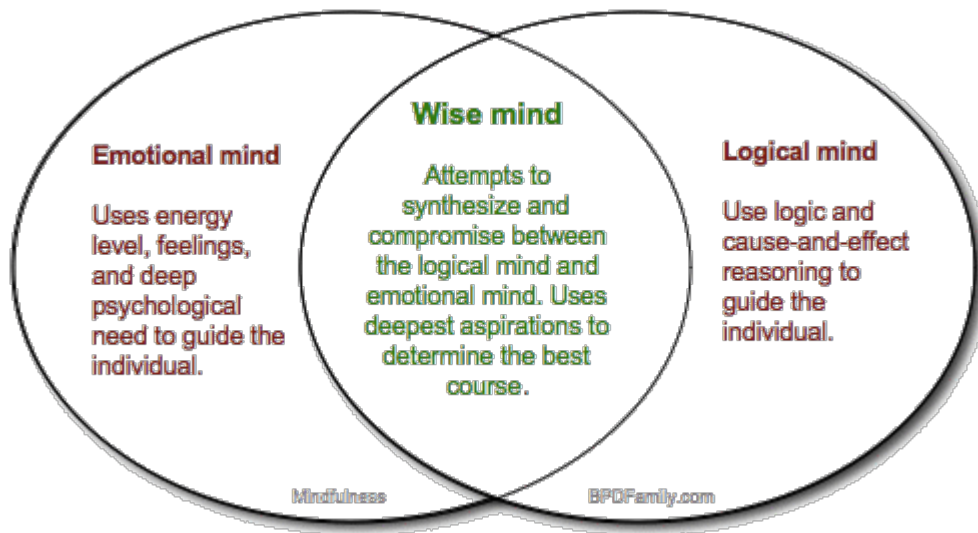 Emotional mind
Uses energy
level, feelings,
and deep
psychological
need to guide the
individual.
Wise mind
Attempts to
synthesize and
compromise between
the logical mind and
emotional mind. Uses
deepest aspirations to
determine the best
course.
Logical mind
Use logic and
cause-and-effect
reasoning to
guide the
individual.
Mindfulness
BPDFamily.com